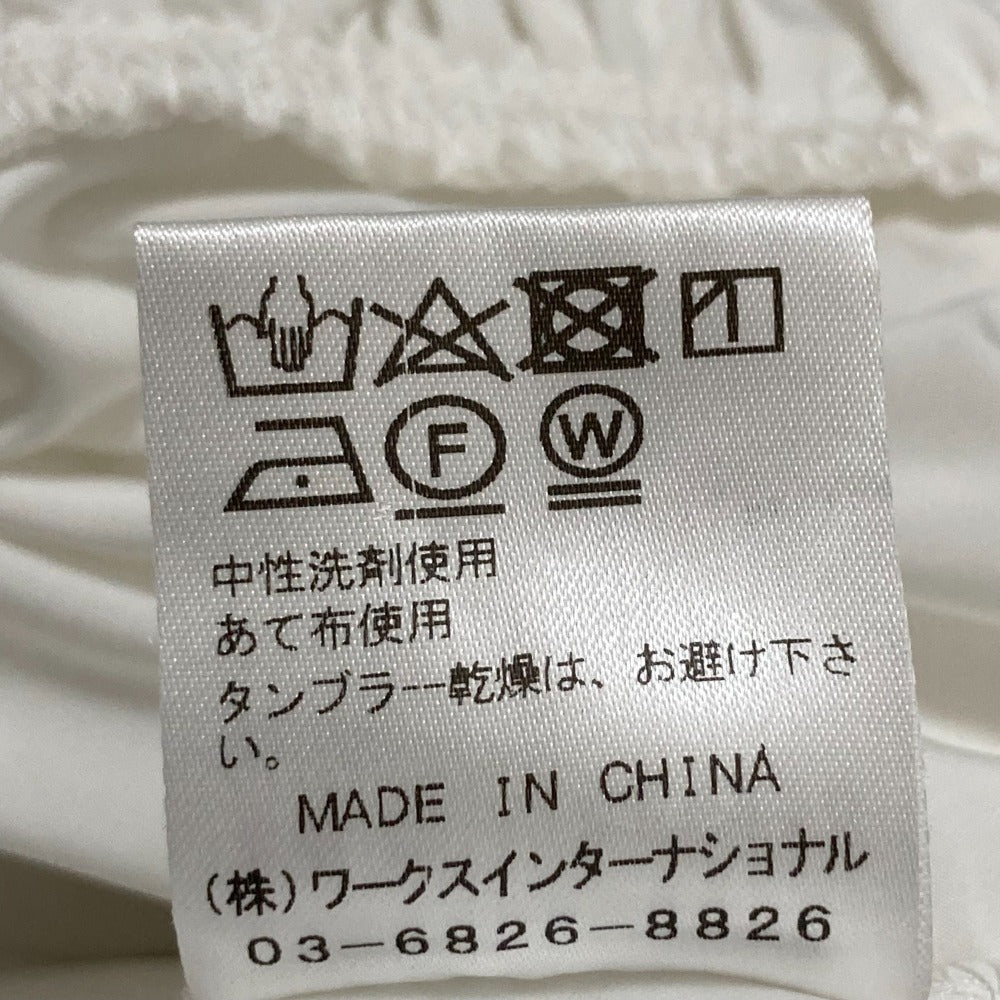 F W
中性洗剤使用
あて布使用
タンブラー乾燥は、お避け下さ
い。
MADE IN CHINA
(株)ワークスインターナショナル
03-6826-8826